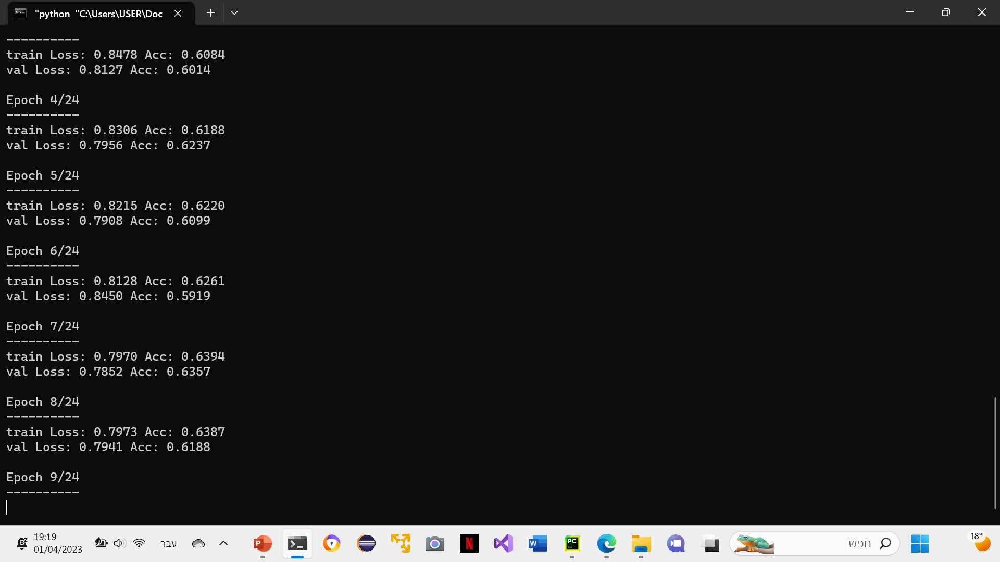 "python "C:\Users\USER\Doc
----------
train Loss: 0.8478 Acc: 0.6084
val Loss: 0.8127 Acc: 0.6014
Epoch 4/24
----------
train Loss: 0.8306 Acc: 0.6188
val Loss: 0.7956 Acc: 0.6237
Epoch 5/24
----------
train Loss: 0.8215 Acc: 0.6220
val Loss: 0.7908 Acc: 0.6099
Epoch 6/24
----------
train Loss: 0.8128 Acc: 0.6261
val Loss: 0.8450 Acc: 0.5919
Epoch 7/24
----------
train Loss: 0.7970 Acc: 0.6394
val Loss: 0.7852 Acc: 0.6357
Epoch 8/24
----------
train Loss: 0.7973 Acc: 0.6387
val Loss: 0.7941 Acc: 0.6188
Epoch 9/24
----------
19:19
01/04/2023
עבר
חפש
18°